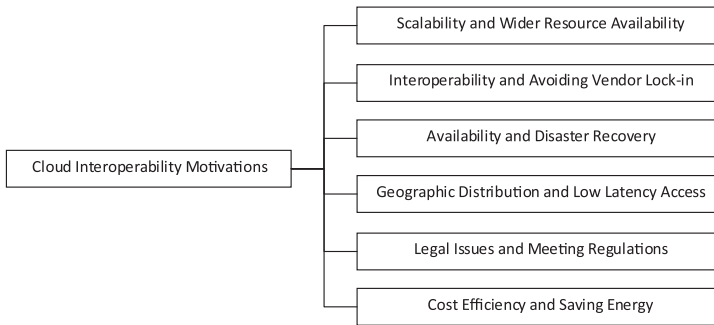 Scalability and Wider Resource Availability
Interoperability and Avoiding Vendor Lock-in
Availability and Disaster Recovery
Cloud Interoperability Motivations
Geographic Distribution and Low Latency Access
Legal Issues and Meeting Regulations
Cost Efficiency and Saving Energy